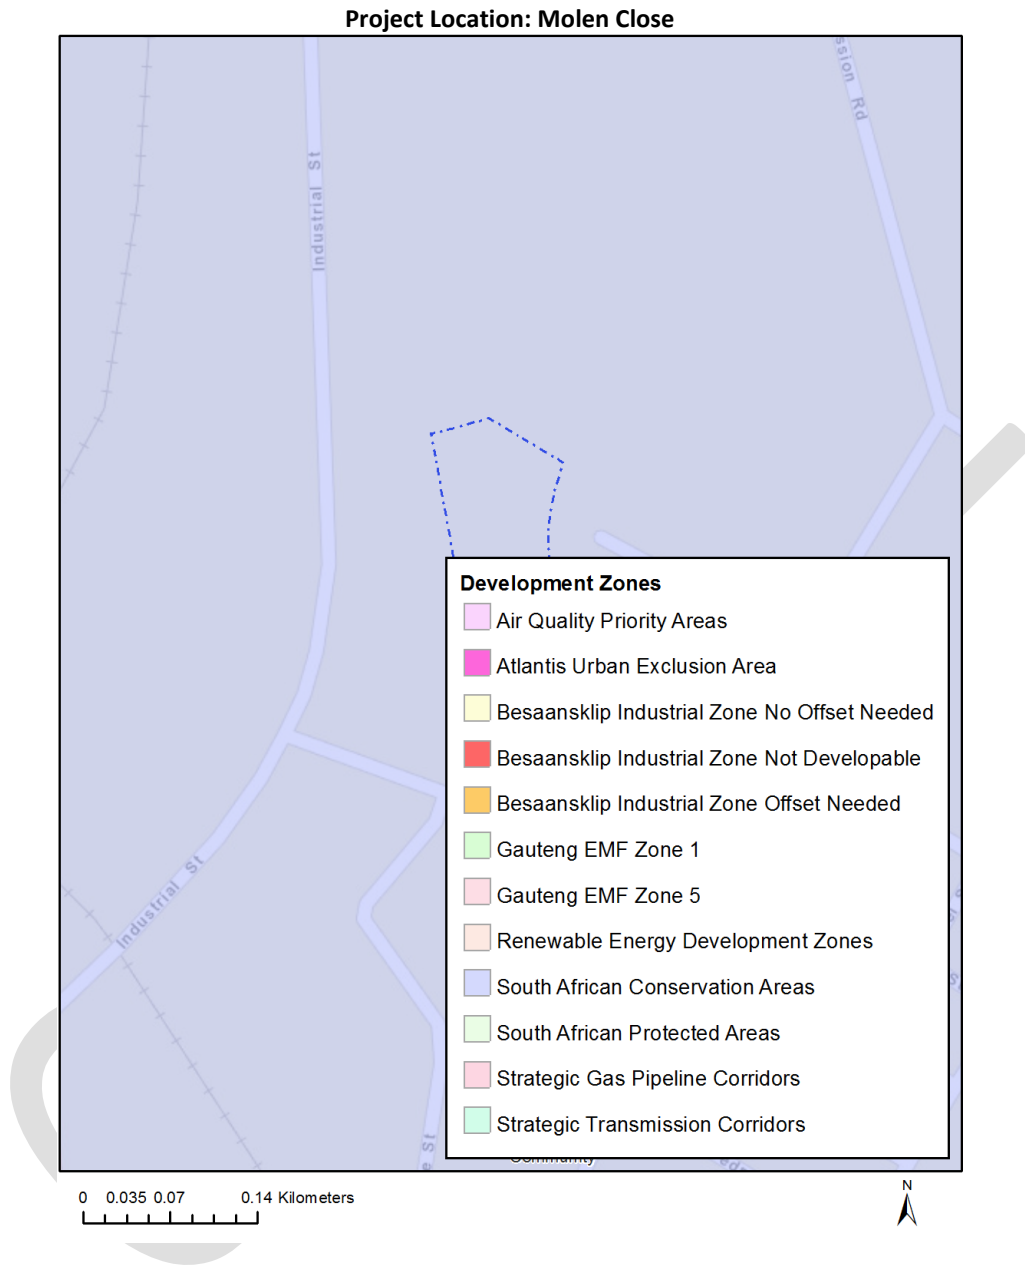 Project Location: Molen Close
ssion Rd
Industrial St
Development Zones
Air Quality Priority Areas
Atlantis Urban Exclusion Area
Besaansklip Industrial Zone No Offset Needed
Besaansklip Industrial Zone Not Developable
Besaansklip Industrial Zone Offset Needed
Gauteng EMF Zone 1
Gauteng EMF Zone 5
Renewable Energy Development Zones
South African Conservation Areas
South African Protected Areas
Strategic Gas Pipeline Corridors
Strategic Transmission Corridors
Industrial St
e St
Community
0 0.035 0.07 0.14 Kilometers
N